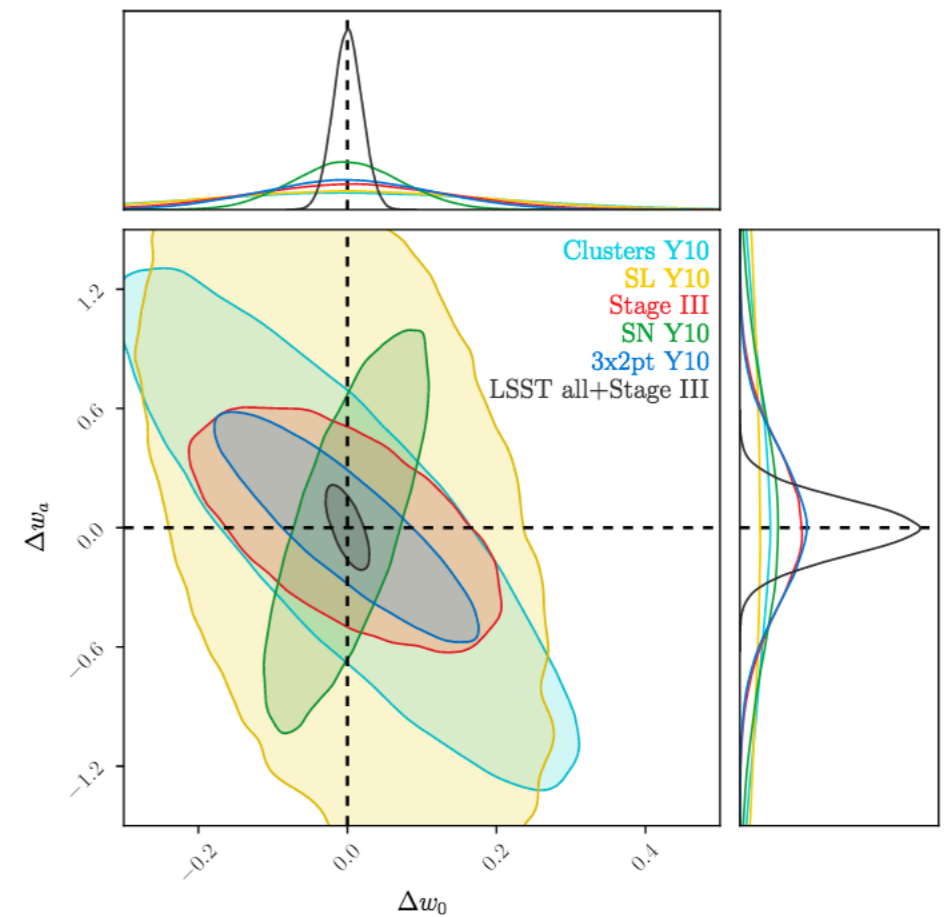 Clusters Y10
SL Y10
Stage III
SN Y10
3x2pt Y10
LSST all+Stage III
1.2
0.6
0.0
−0.6
−1.2
Δwₐ
−0.2
0.0
0.2
0.4
Δw₀